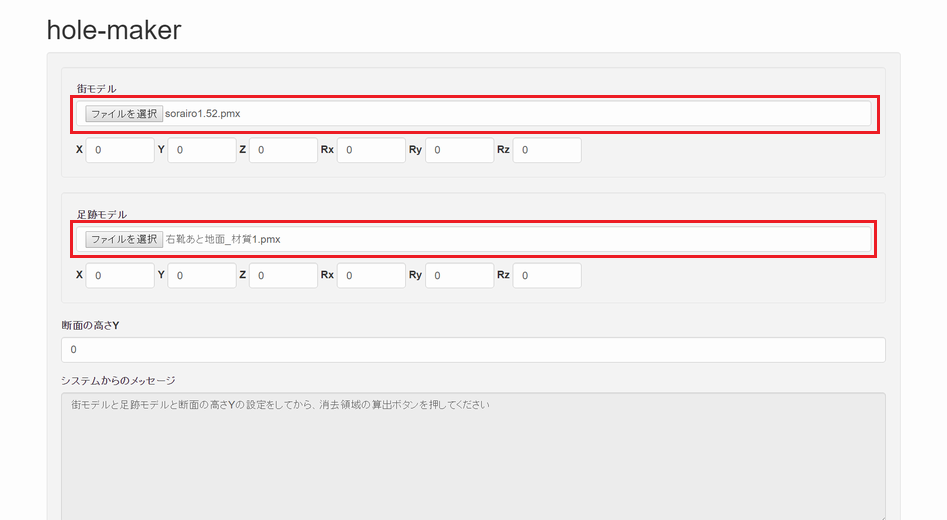 hole-maker
街モデル
ファイルを選択 sorairo1.52.pmx
X 0 Y 0 Z 0 Rx 0 Ry 0 Rz 0
足跡モデル
ファイルを選択 右靴あと地面_材質1.pmx
X 0 Y 0 Z 0 Rx 0 Ry 0 Rz 0
断面の高さY
0
システムからのメッセージ
街モデルと足跡モデルと断面の高さYの設定をしてから、消去領域の算出ボタンを押してください